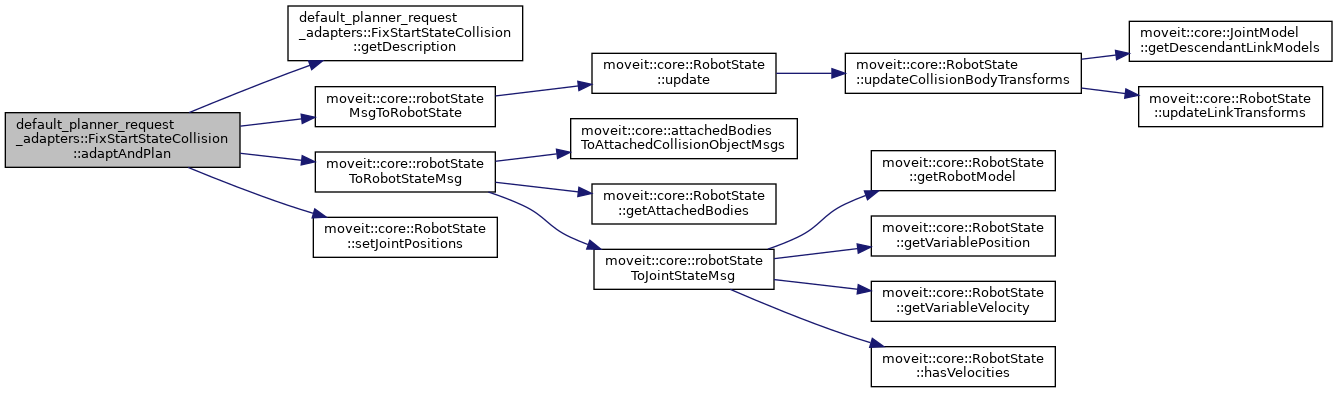 default_planner_request
_adapters::FixStartStateCollision
::adaptAndPlan
default_planner_request
_adapters::FixStartStateCollision
::getDescription
moveit::core::robotState
MsgToRobotState
moveit::core::robotState
ToRobotStateMsg
moveit::core::RobotState
::setJointPositions
moveit::core::RobotState
::update
moveit::core::attachedBodies
ToAttachedCollisionObjectMsgs
moveit::core::RobotState
::getAttachedBodies
moveit::core::robotState
ToJointStateMsg
moveit::core::RobotState
::updateCollisionBodyTransforms
moveit::core::RobotState
::getRobotModel
moveit::core::RobotState
::getVariablePosition
moveit::core::RobotState
::getVariableVelocity
moveit::core::RobotState
::hasVelocities
moveit::core::JointModel
::getDescendantLinkModels
moveit::core::RobotState
::updateLinkTransforms